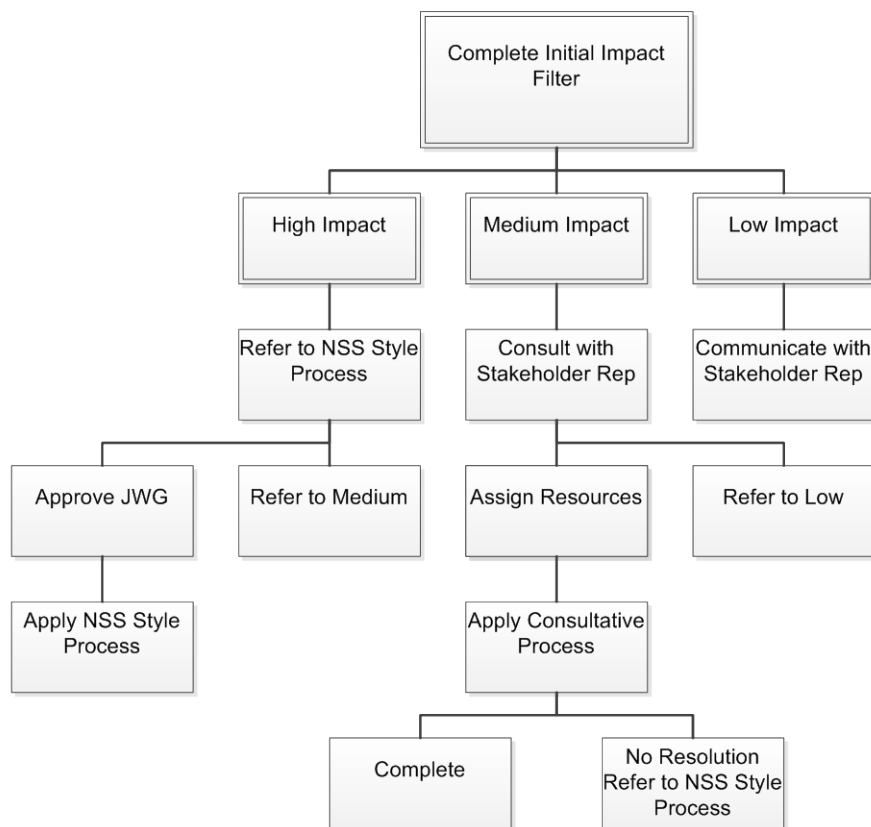 Complete Initial Impact
Filter
High Impact
Medium Impact
Low Impact
Refer to NSS Style
Process
Consult with
Stakeholder Rep
Communicate with
Stakeholder Rep
Approve JWG
Refer to Medium
Assign Resources
Refer to Low
Apply NSS Style
Process
Apply Consultative
Process
Complete
No Resolution
Refer to NSS Style
Process